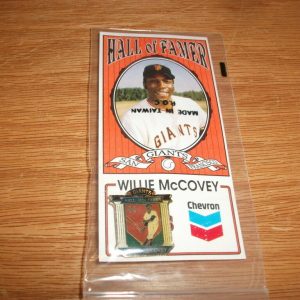 HALL of FAMER
MADE IN TAIWAN
R.O.C
GIANTS
GIANTS
WILLIE McCOVEY
Chevron